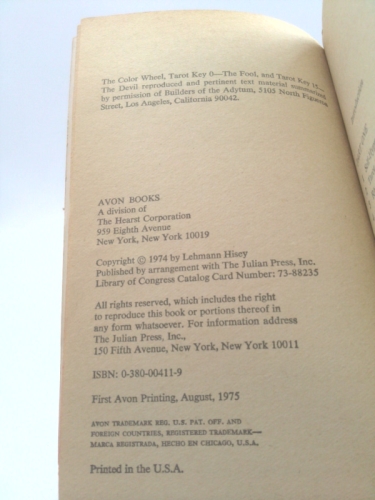 The Color Wheel, Tarot Key 0—The Fool, and Tarot Key 15—
The Devil reproduced and pertinent text material summarized
by permission of Builders of the Adytum, 5105 North Figueroa
Street, Los Angeles, California 90042.
AVON BOOKS
A division of
The Hearst Corporation
959 Eighth Avenue
New York, New York 10019
Copyright © 1974 by Lehmann Hisey
Published by arrangement with The Julian Press, Inc.
Library of Congress Catalog Card Number: 73-88235
All rights reserved, which includes the right
to reproduce this book or portions thereof in
any form whatsoever. For information address
The Julian Press, Inc.,
150 Fifth Avenue, New York, New York 10011
ISBN: 0-380-00411-9
First Avon Printing, August, 1975
AVON TRADEMARK REG. U.S. PAT. OFF. AND
FOREIGN COUNTRIES, REGISTERED TRADEMARK—
MARCA REGISTRADA, HECHO EN CHICAGO, U.S.A.
Printed in the U.S.A.